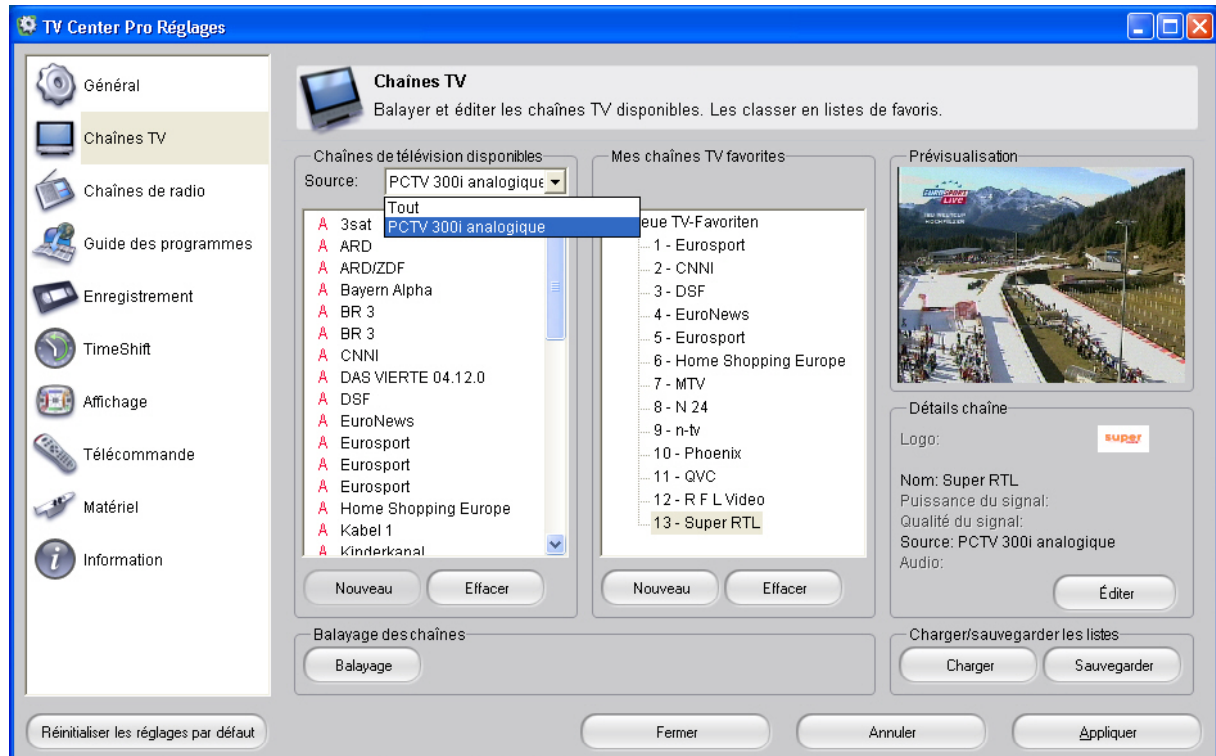 TV Center Pro Réglages
Général
Chaînes TV
Chaînes de radio
Guide des programmes
Enregistrement
TimeShift
Affichage
Télécommande
Matériel
Information
Réinitialiser les réglages par défaut
Chaînes TV
Balayer et éditer les chaînes TV disponibles. Les classer en listes de favoris.
Chaînes de télévision disponibles
Source: PCTV 300i analogique
Tout
PCTV 300i analogique
A 3sat
A ARD
A ARD/ZDF
A Bayern Alpha
A BR 3
A BR 3
A CNNI
A DAS VIERTE 04.12.0
A DSF
A EuroNews
A Eurosport
A Eurosport
A Eurosport
A Home Shopping Europe
A Kabel 1
A Kinderkanal
Nouveau Effacer
Mes chaînes TV favorites
eue TV-Favoriten
1 - Eurosport
2 - CNNI
3 - DSF
4 - EuroNews
5 - Eurosport
6 - Home Shopping Europe
7 - MTV
8 - N 24
9 - n-tv
10 - Phoenix
11 - QVC
12 - R F L Video
13 - Super RTL
Nouveau Effacer
Balayage des chaînes
Balayage
Prévisualisation
EUROSPORT
LIVE
Détails chaîne
Logo: super
Nom: Super RTL
Puissance du signal:
Qualité du signal:
Source: PCTV 300i analogique
Audio:
Éditer
Charger/sauvegarder les listes
Charger Sauvegarder
Fermer Annuler Appliquer